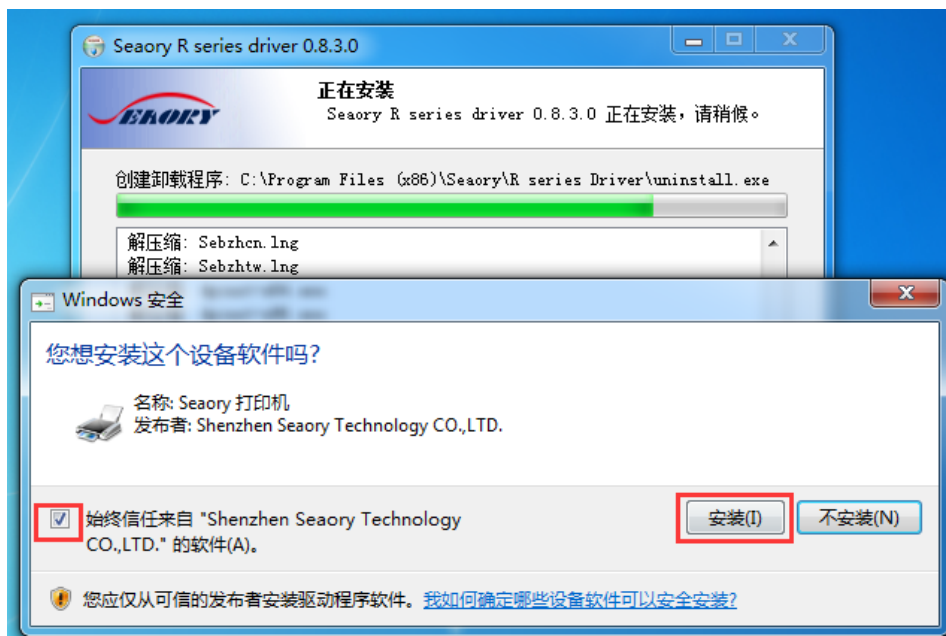 Seaory R series driver 0.8.3.0
SEAORY
正在安装
Seaory R series driver 0.8.3.0 正在安装，请稍候。
创建卸载程序: C:\Program Files (x86)\Seaory\R series Driver\uninstall.exe
解压缩: Sebzhcn.lng
解压缩: Sebzhtw.lng
Windows 安全
您想安装这个设备软件吗?
名称: Seaory 打印机
发布者: Shenzhen Seaory Technology CO.,LTD.
始终信任来自 "Shenzhen Seaory Technology
CO.,LTD." 的软件(A)。
安装(I)
不安装(N)
您应仅从可信的发布者安装驱动程序软件。我如何确定哪些设备软件可以安全安装?